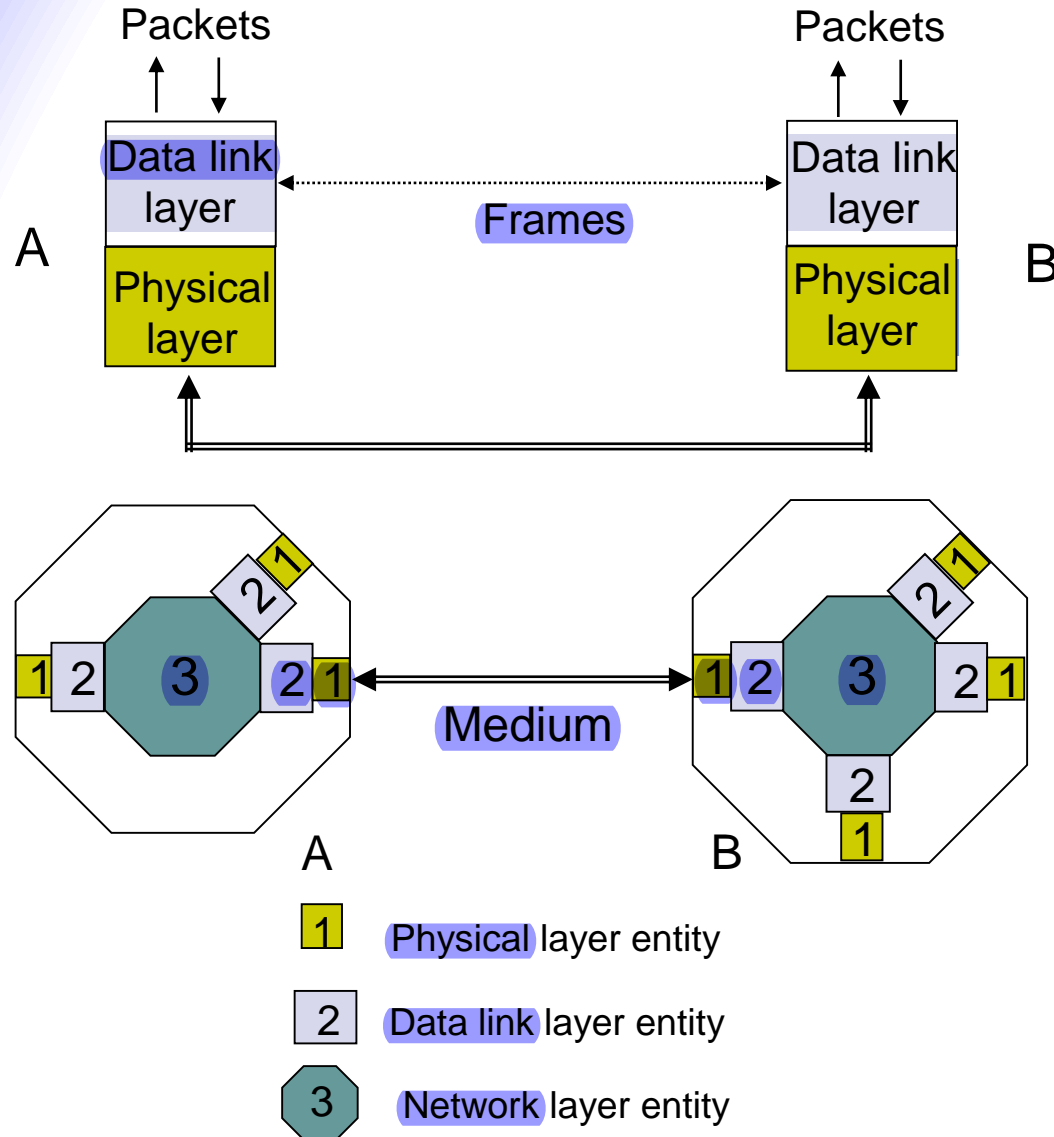 Packets Packets
Data link Data link
layer layer
Frames
A B
Physical Physical
layer layer
1 1
2 2
1 2 3 2 1 1 2 3 2 1
Medium
2
1
A B
1 Physical layer entity
2 Data link layer entity
3 Network layer entity